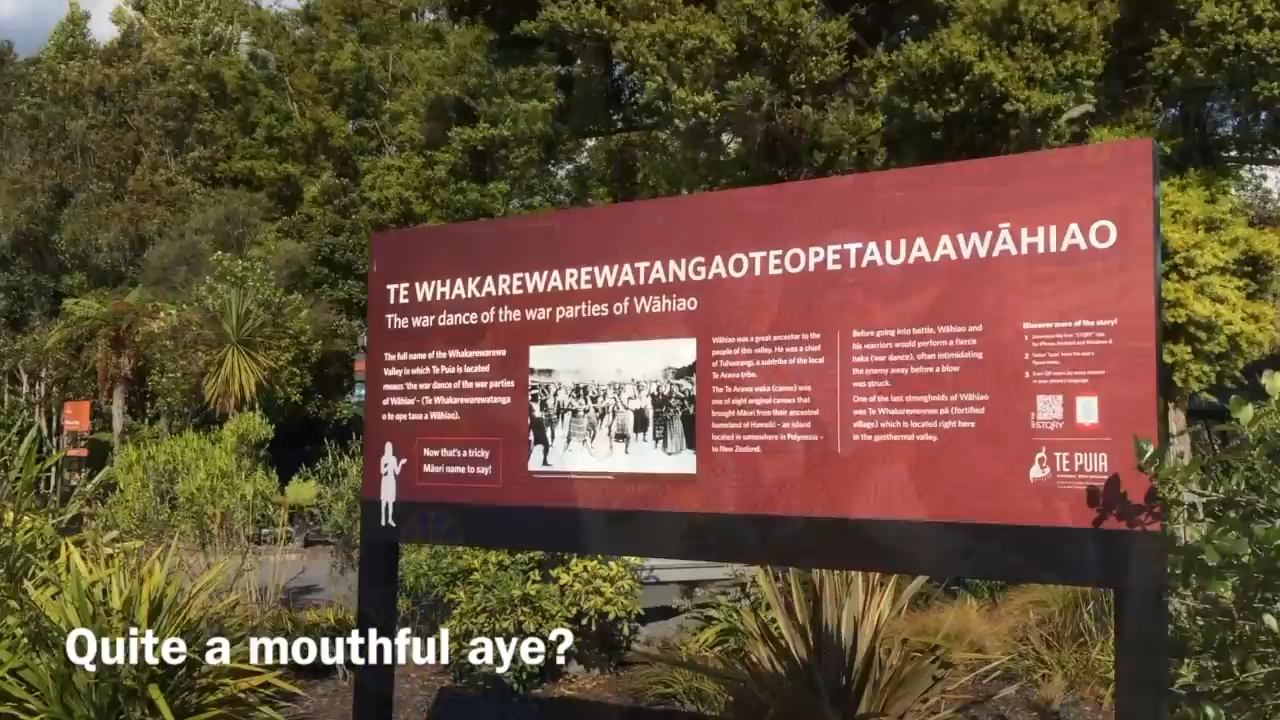 TE WHAKAREWAREWATANGAOTEOPETAUAAWĀHIAO
The war dance of the war parties of Wāhiao
The full name of the Whakarewarewa
Valley in which Te Puia is located
means 'the war dance of the war parties
of Wāhiao' – (Te Whakarewarewatanga
o te ope taua a Wāhiao).
Now that's a tricky
Māori name to say!
Wāhiao was a great ancestor to the
people of this valley. He was a chief
of Tuhourangi, a subtribe of the local
Te Arawa tribe.
The Te Arawa waka (canoe) was
one of eight original canoes that
brought Māori from their ancestral
homeland of Hawaiki – an island
located in somewhere in Polynesia –
to New Zealand.
Before going into battle, Wāhiao and
his warriors would perform a fierce
haka (war dance), often intimidating
the enemy away before a blow
was struck.
One of the last strongholds of Wāhiao
was Te Wharewarewa pā (fortified
village) which is located right here
in the geothermal valley.
Discover more of the story!
1
2
3
THE STORY
TE PUIA
Quite a mouthful aye?